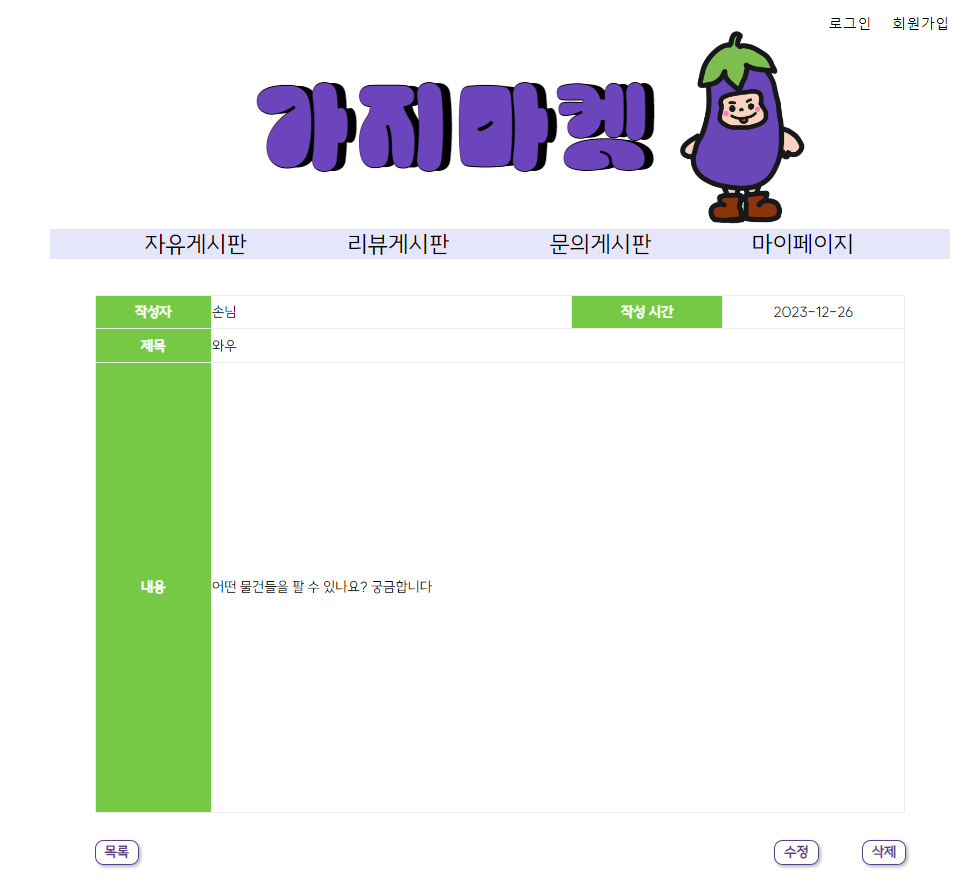 로그인 회원가입
가지마켓
자유게시판 리뷰게시판 문의게시판 마이페이지
작성자 손님 작성 시간 2023-12-26
제목 와우
내용 어떤 물건들을 팔 수 있나요? 궁금합니다
목록 수정 삭제